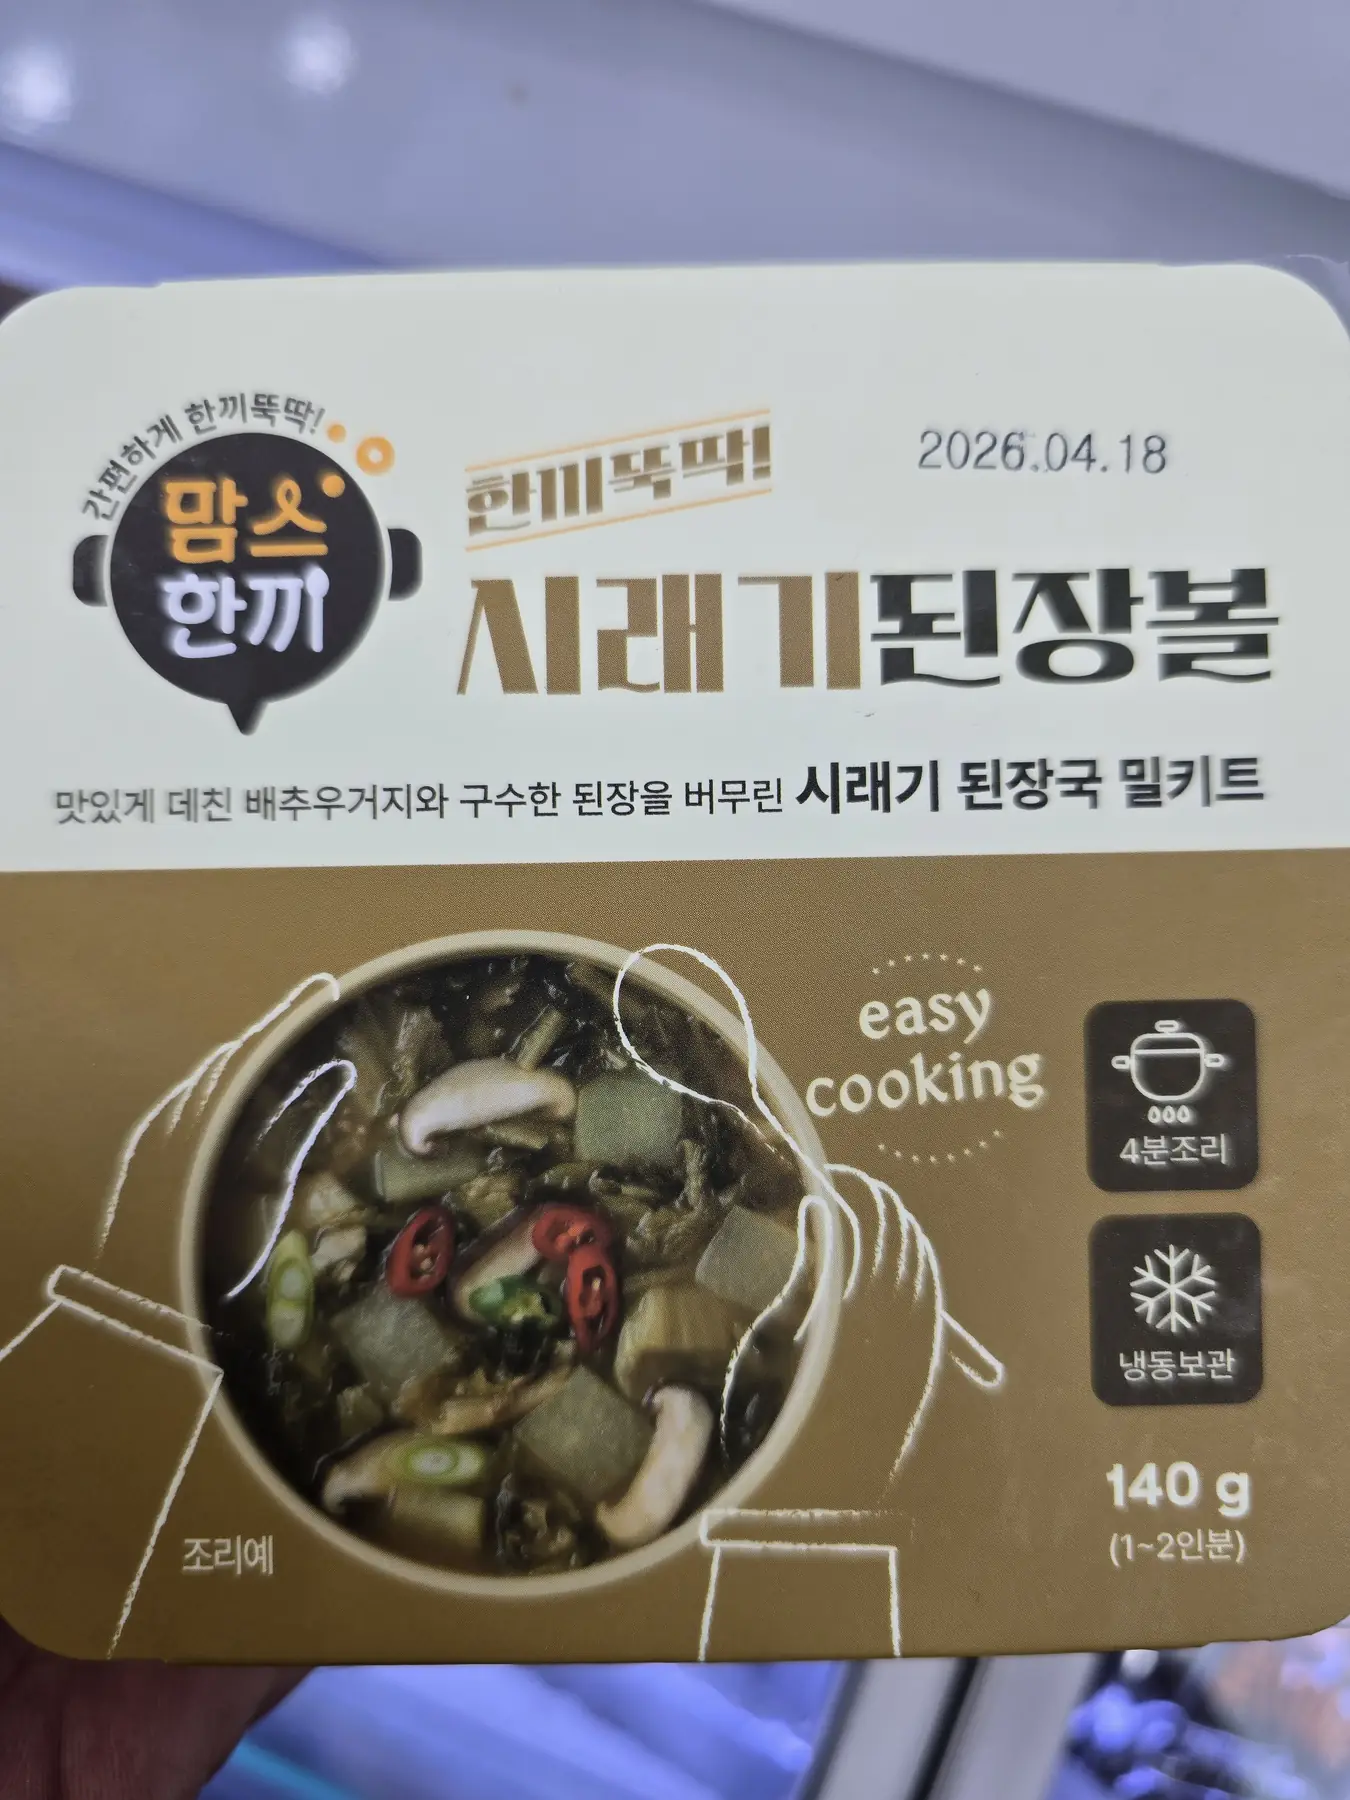 간편하게 한끼뚝딱!
맘스
한끼
한끼뚝딱!
2026.04.18
시래기된장볼
맛있게 데친 배추우거지와 구수한 된장을 버무린 시래기 된장국 밀키트
easy
cooking
4분조리
냉동보관
140 g
(1~2인분)
조리예